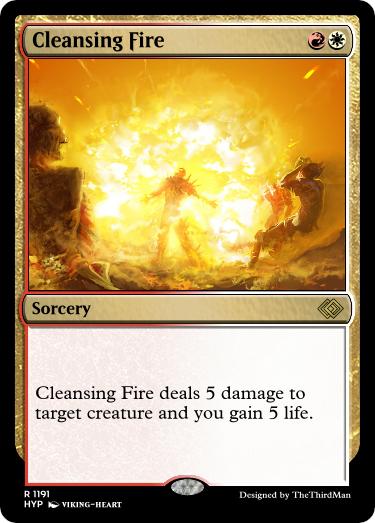 Cleansing Fire
Sorcery
Cleansing Fire deals 5 damage to
target creature and you gain 5 life.
R 1191
HYP VIKING-HEART
Designed by TheThirdMan